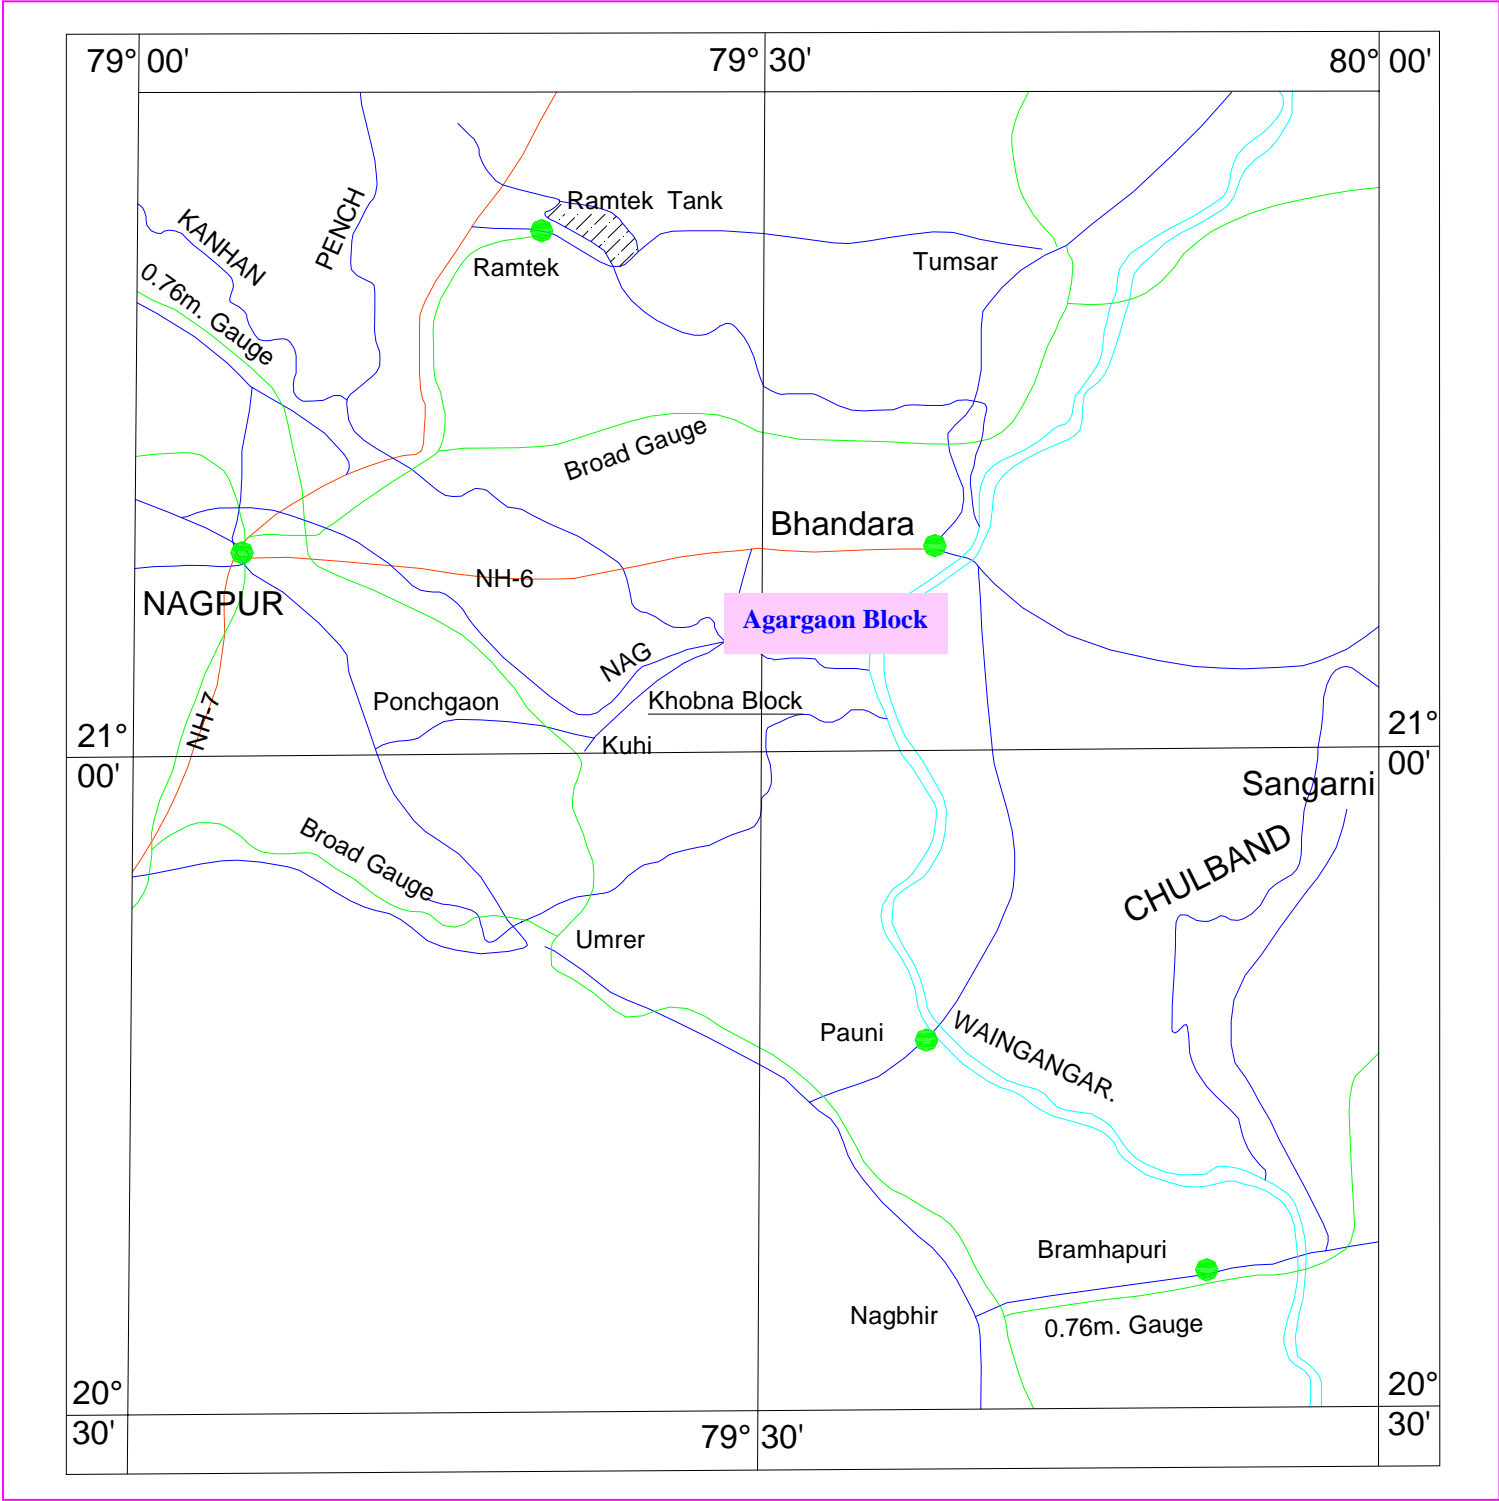 79° 00'
79° 30'
80° 00'
Ramtek Tank
PENCH
KANHAN
Ramtek
Tumsar
0.76m. Gauge
Broad Gauge
Bhandara
NH-6
NAGPUR
Agargaon Block
NAG
Ponchgaon
Khobna Block
NH-7
Kuhi
21°
00'
21°
00'
Sangarni
Broad Gauge
CHULBAND
Umrer
Pauni
WAINGANGAR.
Bramhapuri
Nagbhir
0.76m. Gauge
20°
30'
20°
30'
79° 30'